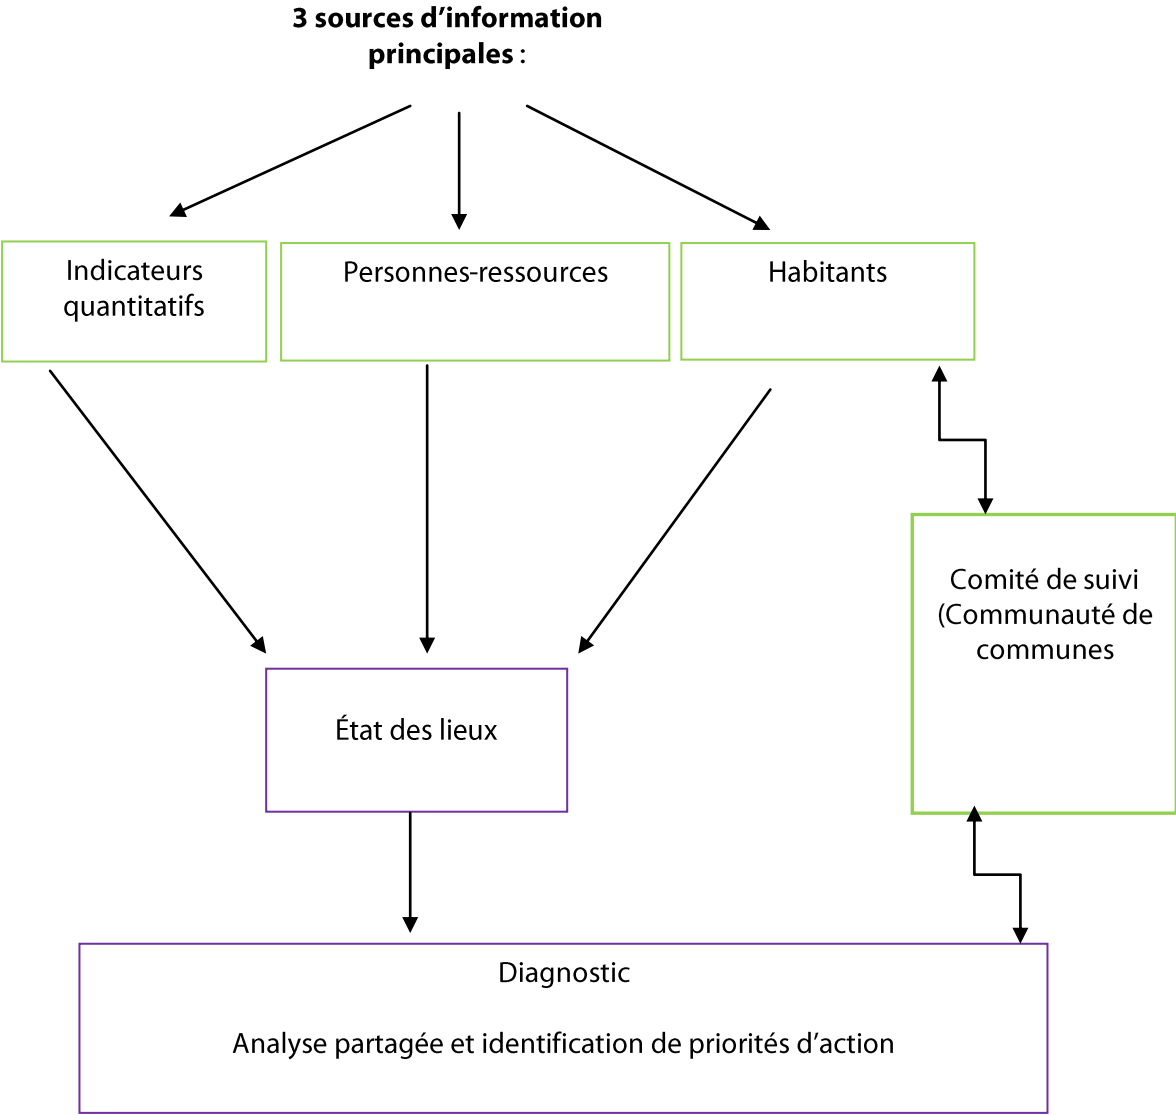 3 sources d’information
principales :
Indicateurs
quantitatifs
Personnes-ressources
Habitants
Comité de suivi
(Communauté de
communes
État des lieux
Diagnostic
Analyse partagée et identification de priorités d’action